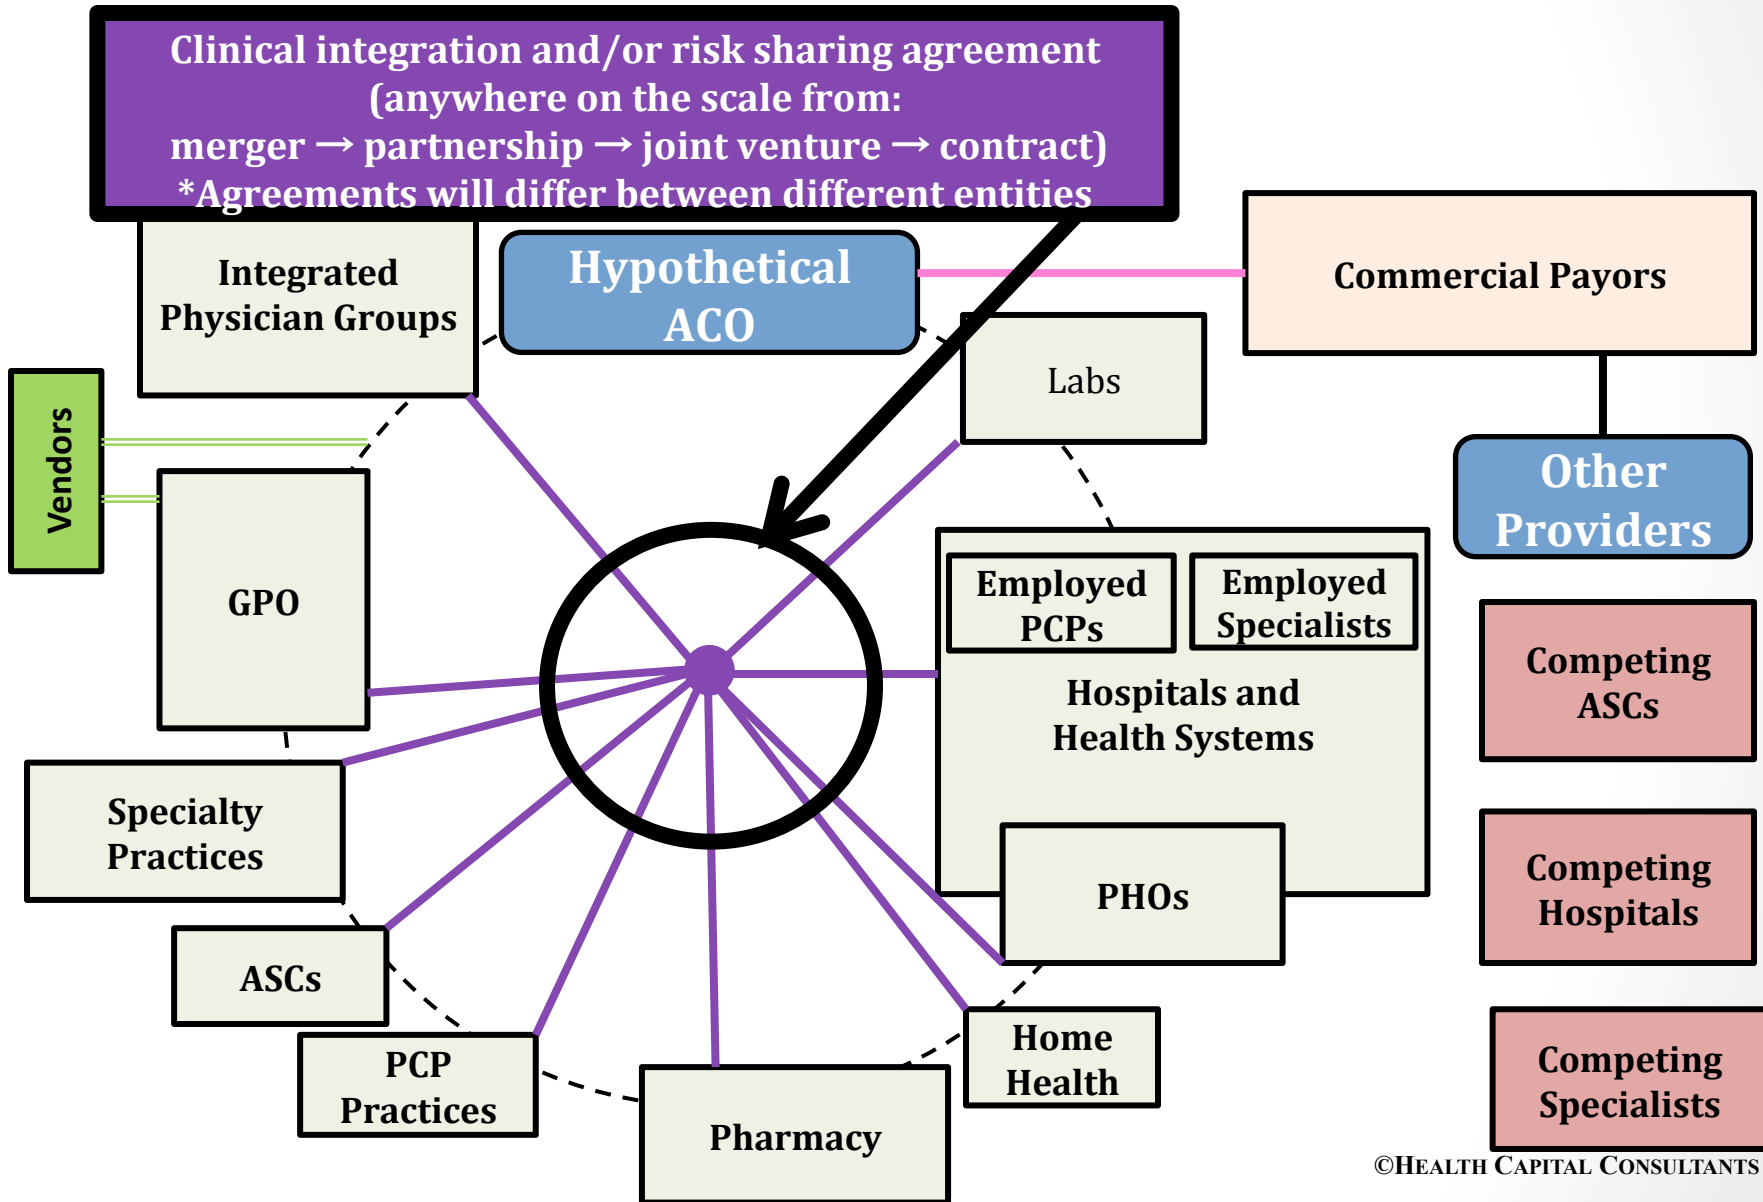 Clinical integration and/or risk sharing agreement
(anywhere on the scale from:
merger → partnership → joint venture → contract)
*Agreements will differ between different entities
Integrated
Physician Groups
Hypothetical
ACO
Commercial Payors
Labs
Vendors
Other
Providers
GPO
Employed
PCPs
Employed
Specialists
Hospitals and
Health Systems
Competing
ASCs
Specialty
Practices
PHOs
Competing
Hospitals
ASCs
PCP
Practices
Home
Health
Pharmacy
Competing
Specialists
©HEALTH CAPITAL CONSULTANTS